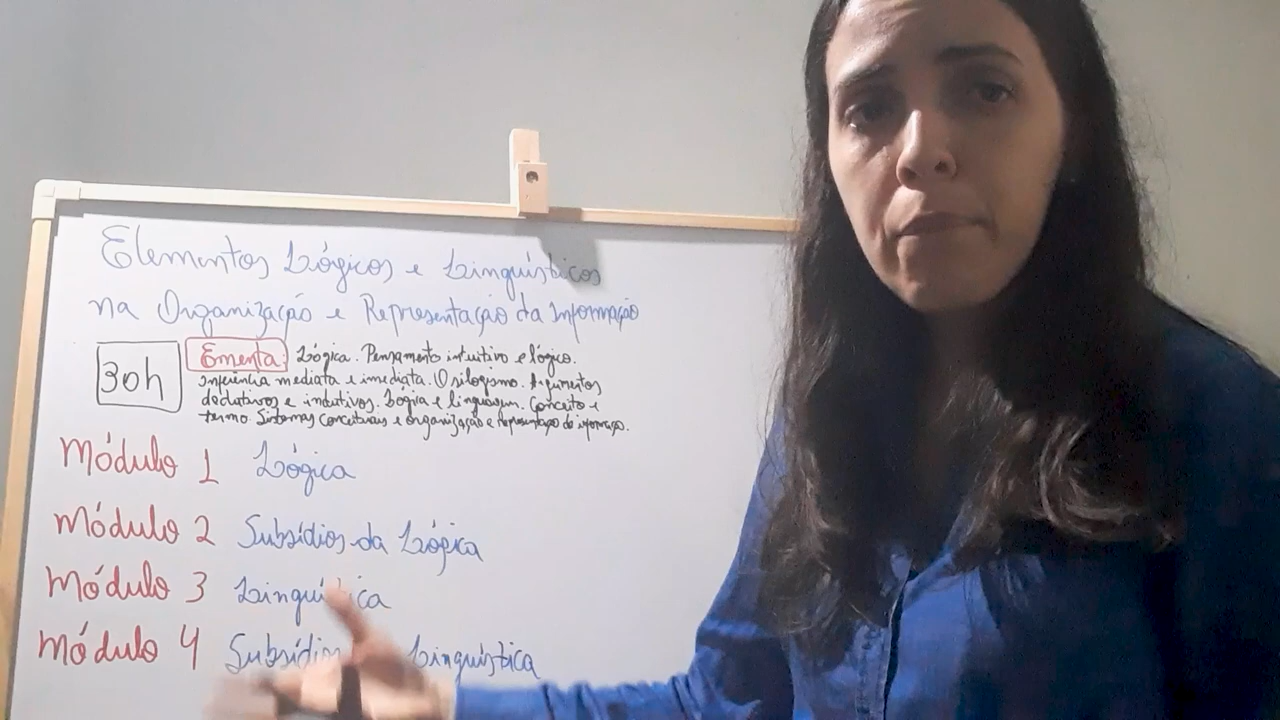 Elementos Lógicos e Linguísticos
na Organização e Representação da Informação
30h
Ementa: Lógica. Pensamento intuitivo e lógico.
Inferência mediata e imediata. O silogismo. Argumentos
dedutivos e indutivos. Lógica e linguagem. Conceito e
termo. Sistemas conceituais e organização e representação da informação.
Módulo 1 Lógica
Módulo 2 Subsídios da Lógica
Módulo 3 Linguística
Módulo 4 Subsídios Linguística